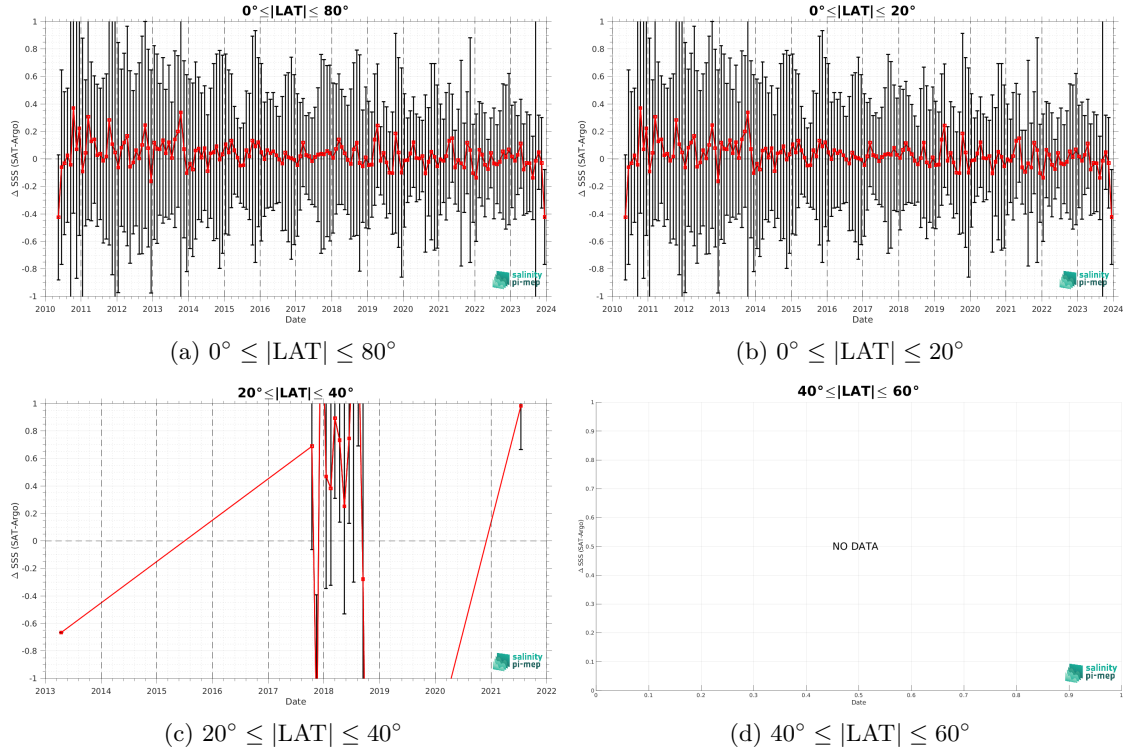 0°≤|LAT|≤ 80°
Δ SSS (SAT-Argo)
1
0.8
0.6
0.4
0.2
0
-0.2
-0.4
-0.6
-0.8
-1
2010 2011 2012 2013 2014 2015 2016 2017 2018 2019 2020 2021 2022 2023 2024
Date
salinity
pi-mep
(a) 0° ≤ |LAT| ≤ 80°
0°≤|LAT|≤ 20°
Δ SSS (SAT-Argo)
1
0.8
0.6
0.4
0.2
0
-0.2
-0.4
-0.6
-0.8
-1
2010 2011 2012 2013 2014 2015 2016 2017 2018 2019 2020 2021 2022 2023 2024
Date
salinity
pi-mep
(b) 0° ≤ |LAT| ≤ 20°
20°≤|LAT|≤ 40°
Δ SSS (SAT-Argo)
1
0.8
0.6
0.4
0.2
0
-0.2
-0.4
-0.6
-0.8
-1
2013 2014 2015 2016 2017 2018 2019 2020 2021 2022
Date
salinity
pi-mep
(c) 20° ≤ |LAT| ≤ 40°
40°≤|LAT|≤ 60°
Δ SSS (SAT-Argo)
1
0.9
0.8
0.7
0.6
0.5
0.4
0.3
0.2
0.1
0
NO DATA
0 0.1 0.2 0.3 0.4 0.5 0.6 0.7 0.8 0.9 1
Date
salinity
pi-mep
(d) 40° ≤ |LAT| ≤ 60°